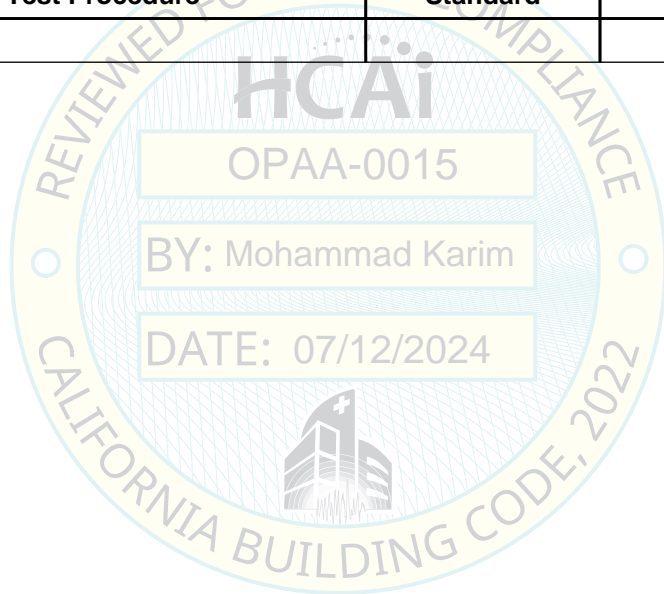 Test Procedure Standard
REVIEWED FOR CODE COMPLIANCE
HCAi
OPAA-0015
BY: Mohammad Karim
DATE: 07/12/2024
CALIFORNIA BUILDING CODE, 2022